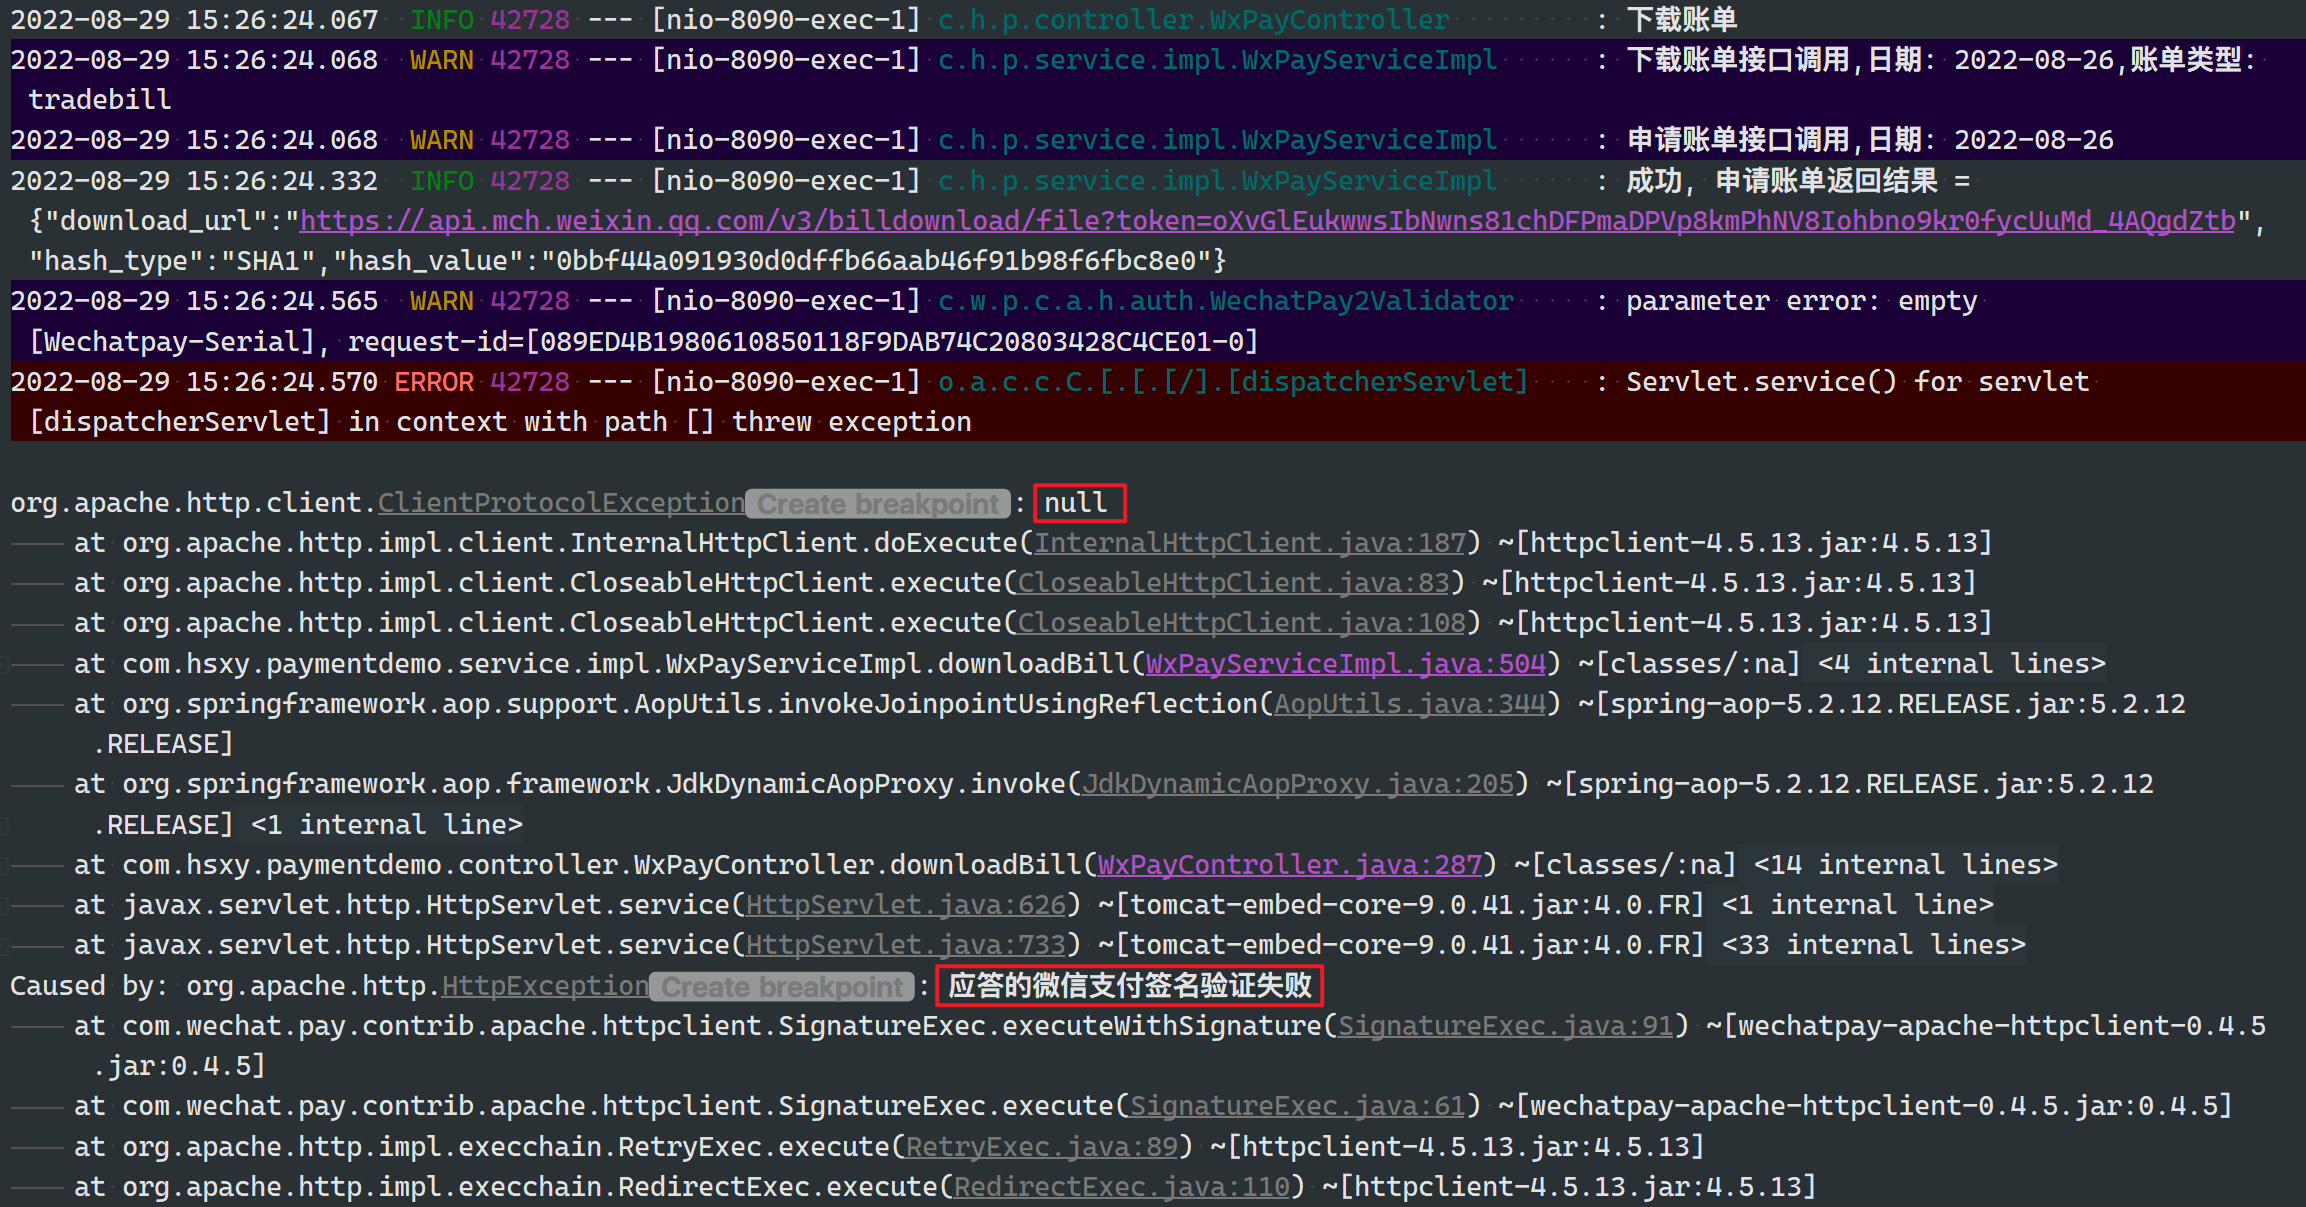 2022-08-29 15:26:24.067  INFO 42728 --- [nio-8090-exec-1] c.h.p.controller.WxPayController         : 下载账单
2022-08-29 15:26:24.068  WARN 42728 --- [nio-8090-exec-1] c.h.p.service.impl.WxPayServiceImpl      : 下载账单接口调用,日期: 2022-08-26,账单类型:
tradebill
2022-08-29 15:26:24.068  WARN 42728 --- [nio-8090-exec-1] c.h.p.service.impl.WxPayServiceImpl      : 申请账单接口调用,日期: 2022-08-26
2022-08-29 15:26:24.332  INFO 42728 --- [nio-8090-exec-1] c.h.p.service.impl.WxPayServiceImpl      : 成功, 申请账单返回结果 =
{"download_url":"https://api.mch.weixin.qq.com/v3/billdownload/file?token=oXvGlEukwwsIbNwns81chDFPmaDPVp8kmPhNV8Iohbno9kr0fycUuMd_4AQgdZtb",
"hash_type":"SHA1","hash_value":"0bbf44a091930d0dffb66aab46f91b98f6fbc8e0"}
2022-08-29 15:26:24.565  WARN 42728 --- [nio-8090-exec-1] c.w.p.c.a.h.auth.WechatPay2Validator     : parameter error: empty
[Wechatpay-Serial], request-id=[089ED4B1980610850118F9DAB74C20803428C4CE01-0]
2022-08-29 15:26:24.570 ERROR 42728 --- [nio-8090-exec-1] o.a.c.c.C.[.[.[/].[dispatcherServlet]    : Servlet.service() for servlet
[dispatcherServlet] in context with path [] threw exception
org.apache.http.client.ClientProtocolException Create breakpoint : null
at org.apache.http.impl.client.InternalHttpClient.doExecute(InternalHttpClient.java:187) ~[httpclient-4.5.13.jar:4.5.13]
at org.apache.http.impl.client.CloseableHttpClient.execute(CloseableHttpClient.java:83) ~[httpclient-4.5.13.jar:4.5.13]
at org.apache.http.impl.client.CloseableHttpClient.execute(CloseableHttpClient.java:108) ~[httpclient-4.5.13.jar:4.5.13]
at com.hsxy.paymentdemo.service.impl.WxPayServiceImpl.downloadBill(WxPayServiceImpl.java:504) ~[classes/:na] <4 internal lines>
at org.springframework.aop.support.AopUtils.invokeJoinpointUsingReflection(AopUtils.java:344) ~[spring-aop-5.2.12.RELEASE.jar:5.2.12
.RELEASE]
at org.springframework.aop.framework.JdkDynamicAopProxy.invoke(JdkDynamicAopProxy.java:205) ~[spring-aop-5.2.12.RELEASE.jar:5.2.12
.RELEASE] <1 internal line>
at com.hsxy.paymentdemo.controller.WxPayController.downloadBill(WxPayController.java:287) ~[classes/:na] <14 internal lines>
at javax.servlet.http.HttpServlet.service(HttpServlet.java:626) ~[tomcat-embed-core-9.0.41.jar:4.0.FR] <1 internal line>
at javax.servlet.http.HttpServlet.service(HttpServlet.java:733) ~[tomcat-embed-core-9.0.41.jar:4.0.FR] <33 internal lines>
Caused by: org.apache.http.HttpException Create breakpoint : 应答的微信支付签名验证失败
at com.wechat.pay.contrib.apache.httpclient.SignatureExec.executeWithSignature(SignatureExec.java:91) ~[wechatpay-apache-httpclient-0.4.5
.jar:0.4.5]
at com.wechat.pay.contrib.apache.httpclient.SignatureExec.execute(SignatureExec.java:61) ~[wechatpay-apache-httpclient-0.4.5.jar:0.4.5]
at org.apache.http.impl.execchain.RetryExec.execute(RetryExec.java:89) ~[httpclient-4.5.13.jar:4.5.13]
at org.apache.http.impl.execchain.RedirectExec.execute(RedirectExec.java:110) ~[httpclient-4.5.13.jar:4.5.13]